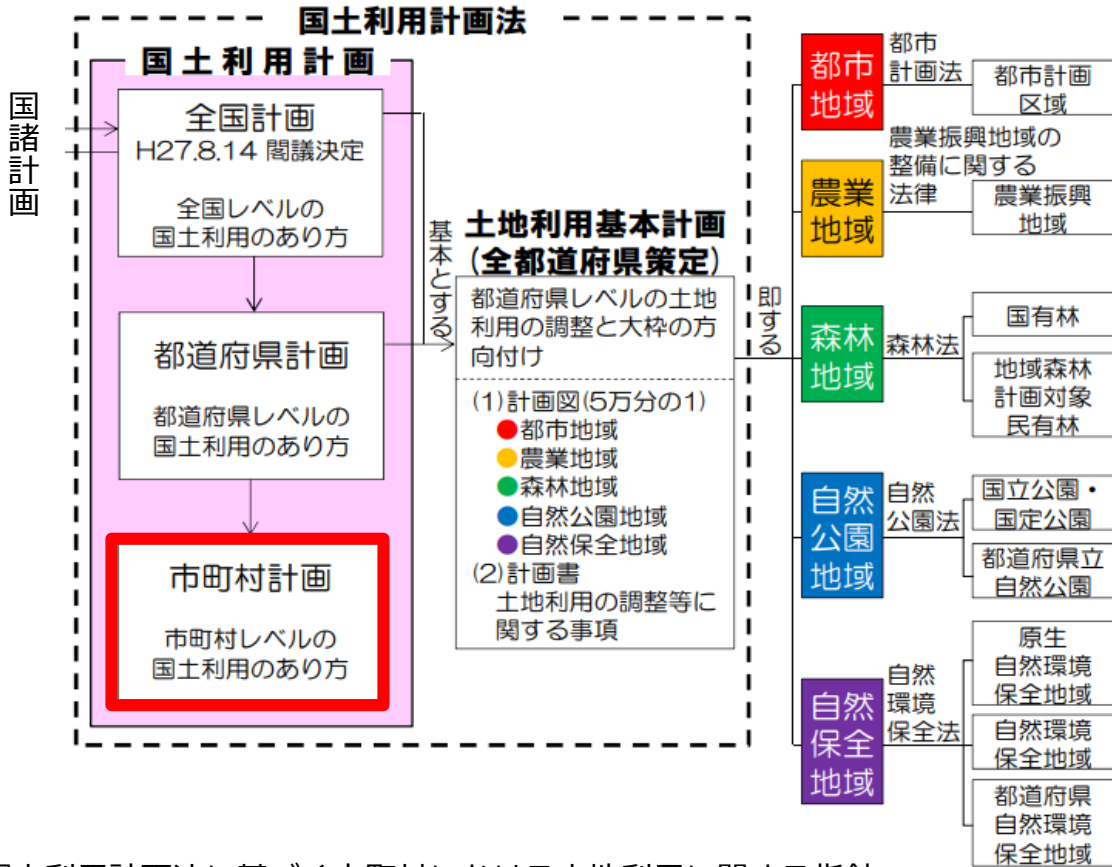 国土利用計画法
国土利用計画
国諸計画
全国計画
H27.8.14 閣議決定
全国レベルの
国土利用のあり方
都道府県計画
都道府県レベルの
国土利用のあり方
市町村計画
市町村レベルの
国土利用のあり方
基本とする
土地利用基本計画
(全都道府県策定)
都道府県レベルの土地
利用の調整と大枠の方
向付け
(1)計画図(5万分の1)
●都市地域
●農業地域
●森林地域
●自然公園地域
●自然保全地域
(2)計画書
土地利用の調整等に
関する事項
即する
都市
地域
都市
計画法
都市計画
区域
農業
地域
農業振興地域の
整備に関する
法律
農業振興
地域
森林
地域
森林法
国有林
地域森林
計画対象
民有林
自然
公園
地域
自然
公園法
国立公園・
国定公園
都道府県立
自然公園
自然
保全
地域
自然
環境
保全法
原生
自然環境
保全地域
自然環境
保全地域
都道府県
自然環境
保全地域